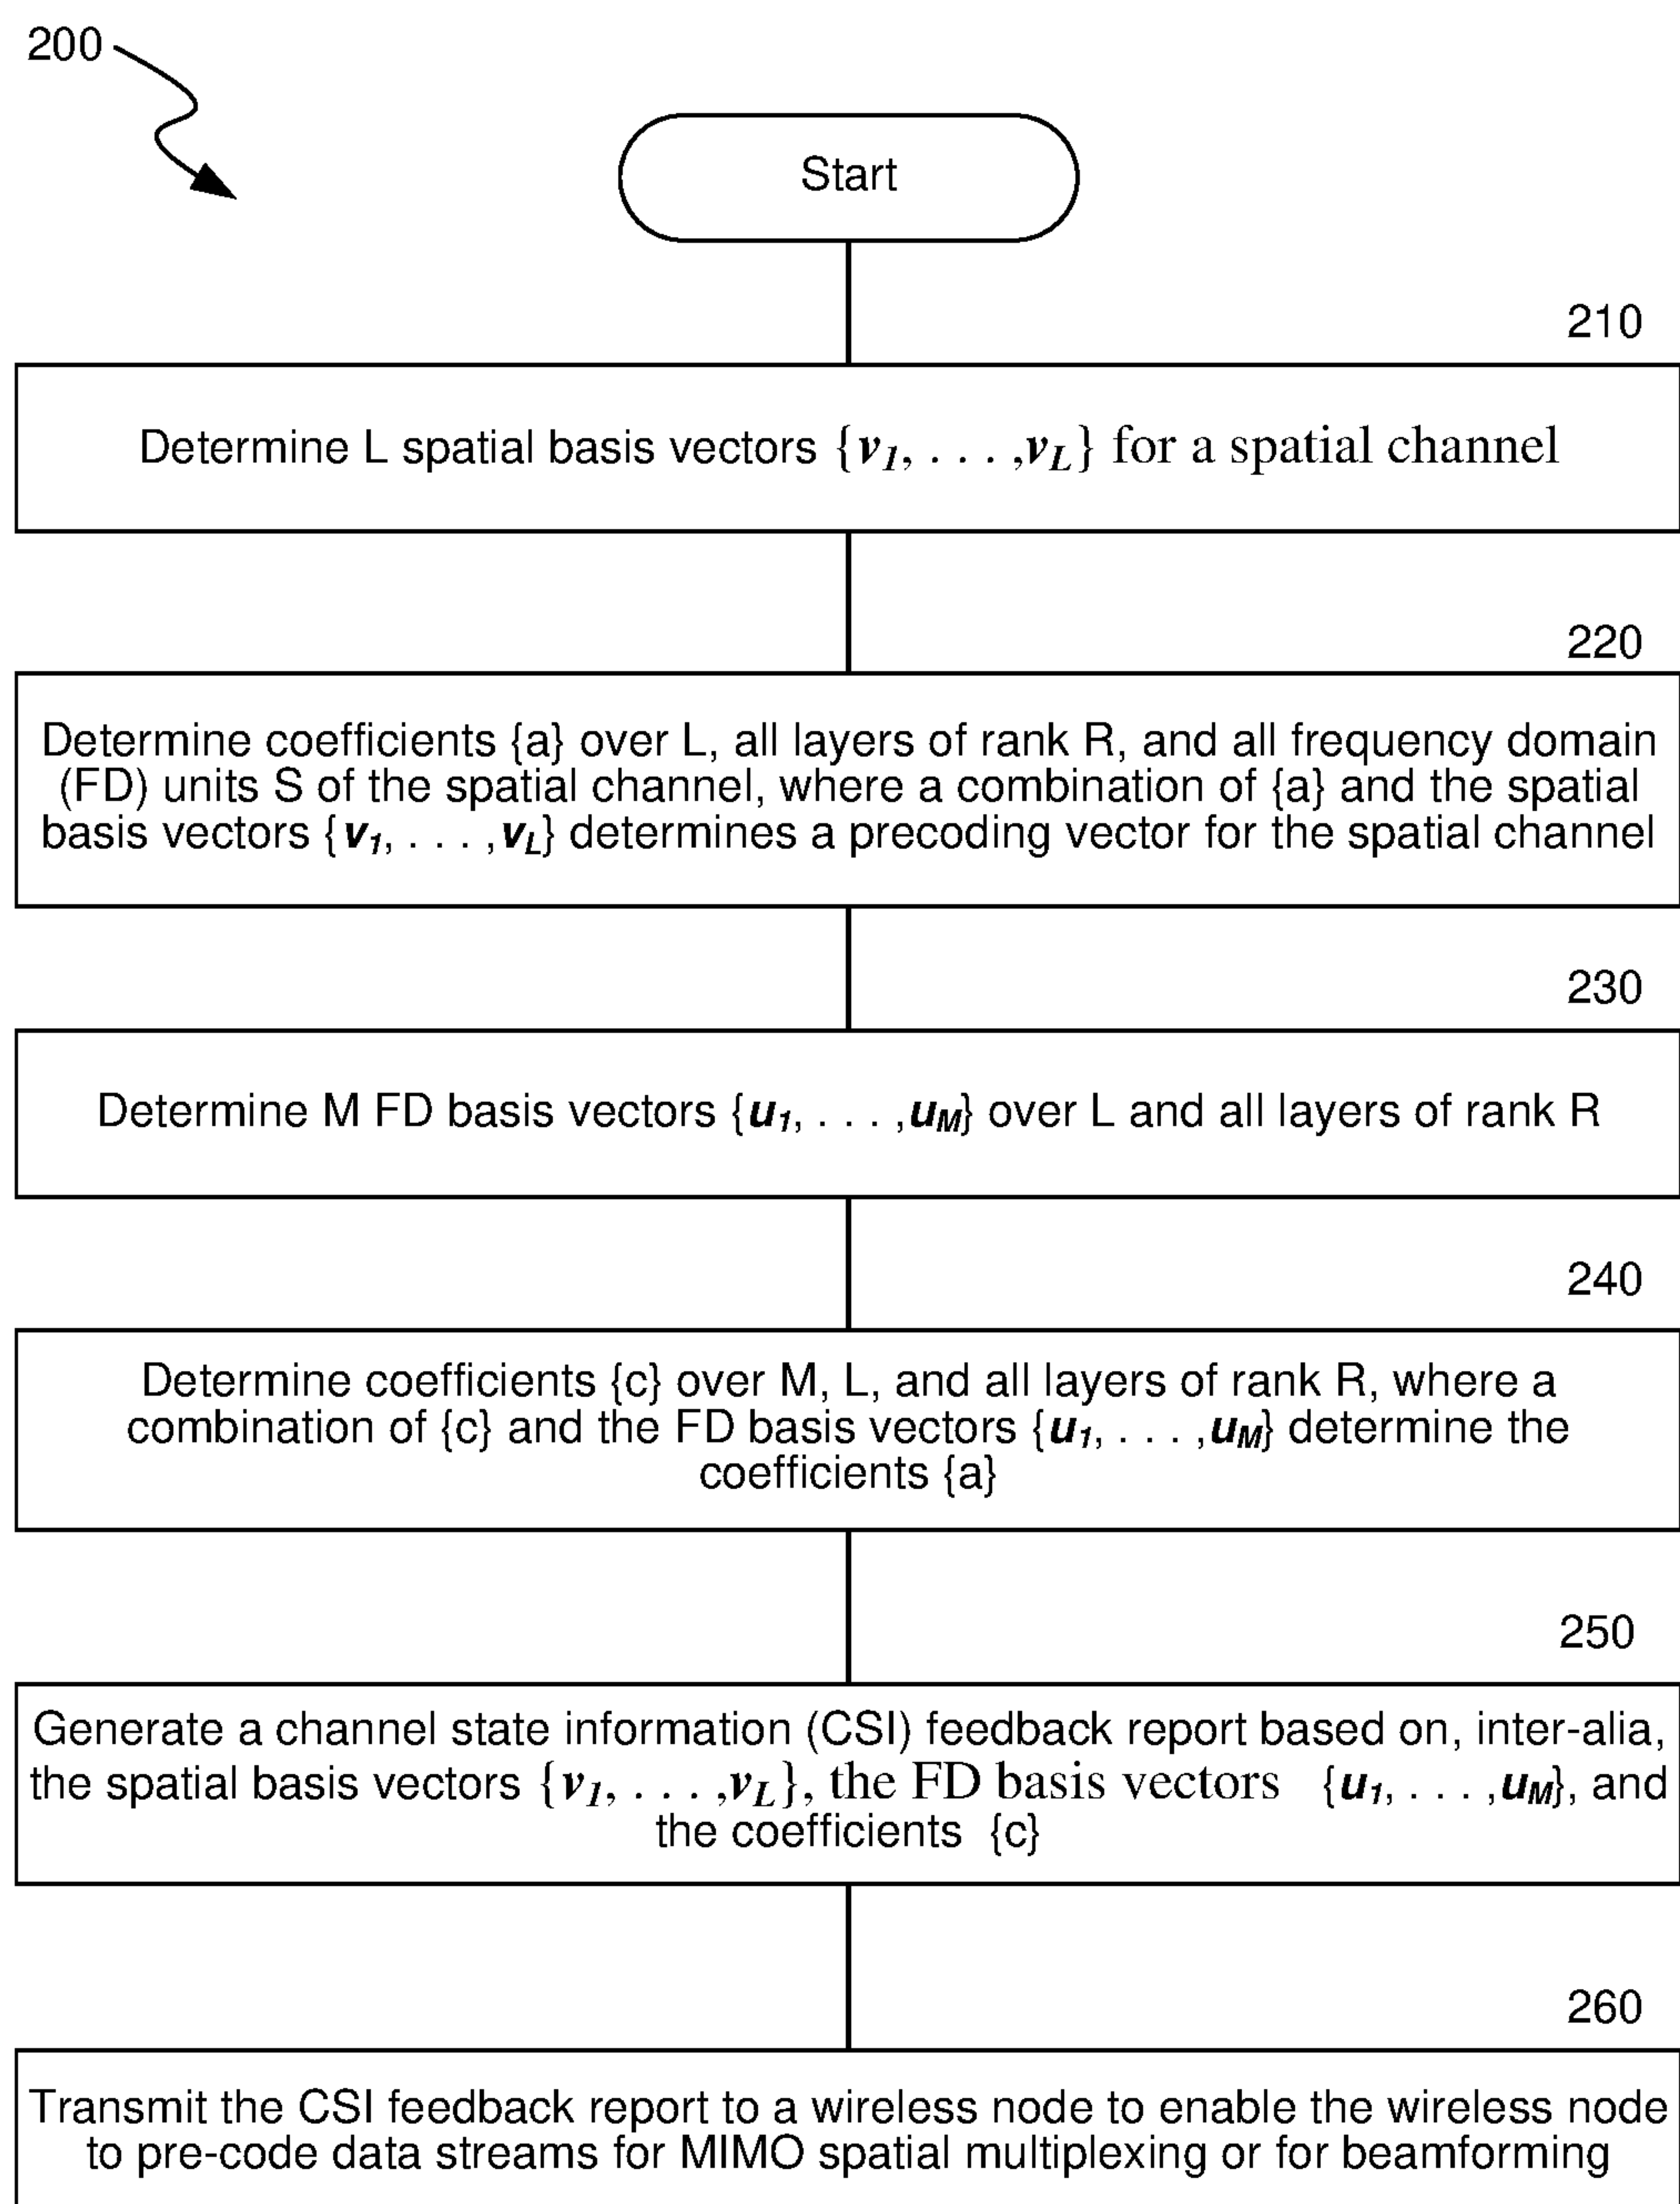 200
Start
210
Determine L spatial basis vectors {v1, . . . ,vL} for a spatial channel
220
Determine coefficients {a} over L, all layers of rank R, and all frequency domain
(FD) units S of the spatial channel, where a combination of {a} and the spatial
basis vectors {v1, . . . ,vL} determines a precoding vector for the spatial channel
230
Determine M FD basis vectors {u1, . . . ,uM} over L and all layers of rank R
240
Determine coefficients {c} over M, L, and all layers of rank R, where a
combination of {c} and the FD basis vectors {u1, . . . ,uM} determine the
coefficients {a}
250
Generate a channel state information (CSI) feedback report based on, inter-alia,
the spatial basis vectors {v1, . . . ,vL}, the FD basis vectors {u1, . . . ,uM}, and
the coefficients {c}
260
Transmit the CSI feedback report to a wireless node to enable the wireless node
to pre-code data streams for MIMO spatial multiplexing or for beamforming